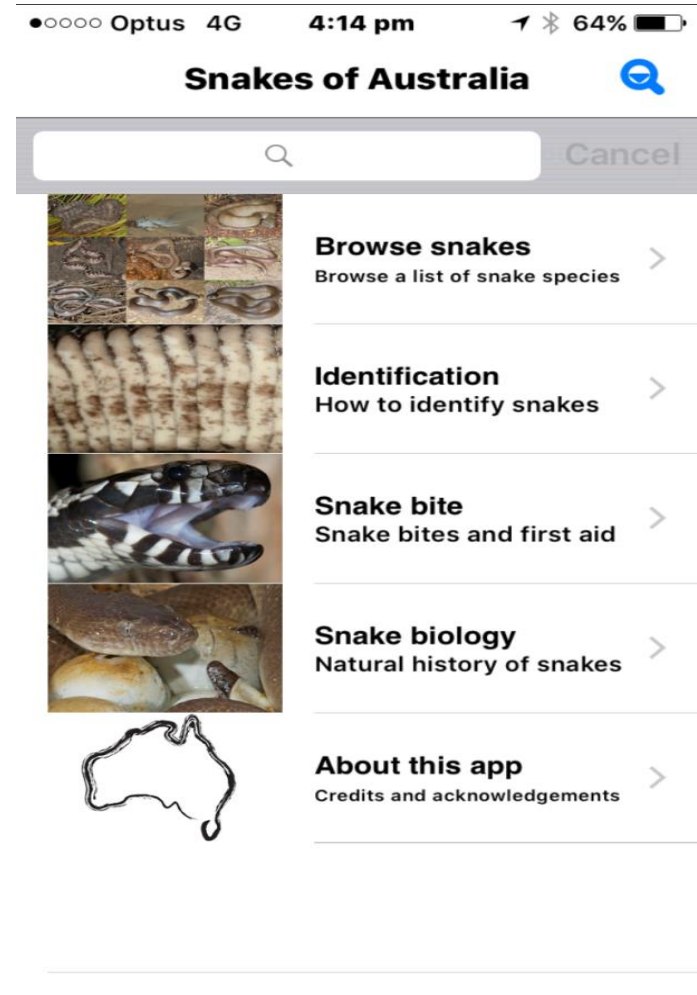 Optus 4G 4:14 pm 64%
Snakes of Australia
Cancel
Browse snakes
Browse a list of snake species
Identification
How to identify snakes
Snake bite
Snake bites and first aid
Snake biology
Natural history of snakes
About this app
Credits and acknowledgements